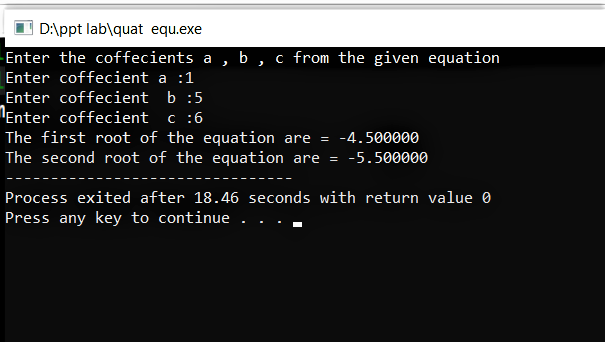 D:\ppt lab\quat equ.exe
Enter the coffecients a , b , c from the given equation
Enter coffecient a :1
Enter coffecient  b :5
Enter coffecient  c :6
The first root of the equation are = -4.500000
The second root of the equation are = -5.500000
--------------------------------
Process exited after 18.46 seconds with return value 0
Press any key to continue . . .